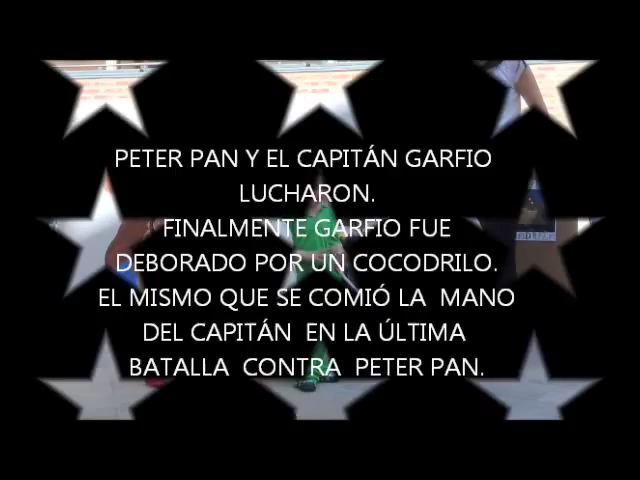 PETER PAN Y EL CAPITÁN GARFIO
LUCHARON.
FINALMENTE GARFIO FUE
DEBORADO POR UN COCODRILO.
EL MISMO QUE SE COMIÓ LA MANO
DEL CAPITÁN EN LA ÚLTIMA
BATALLA CONTRA PETER PAN.